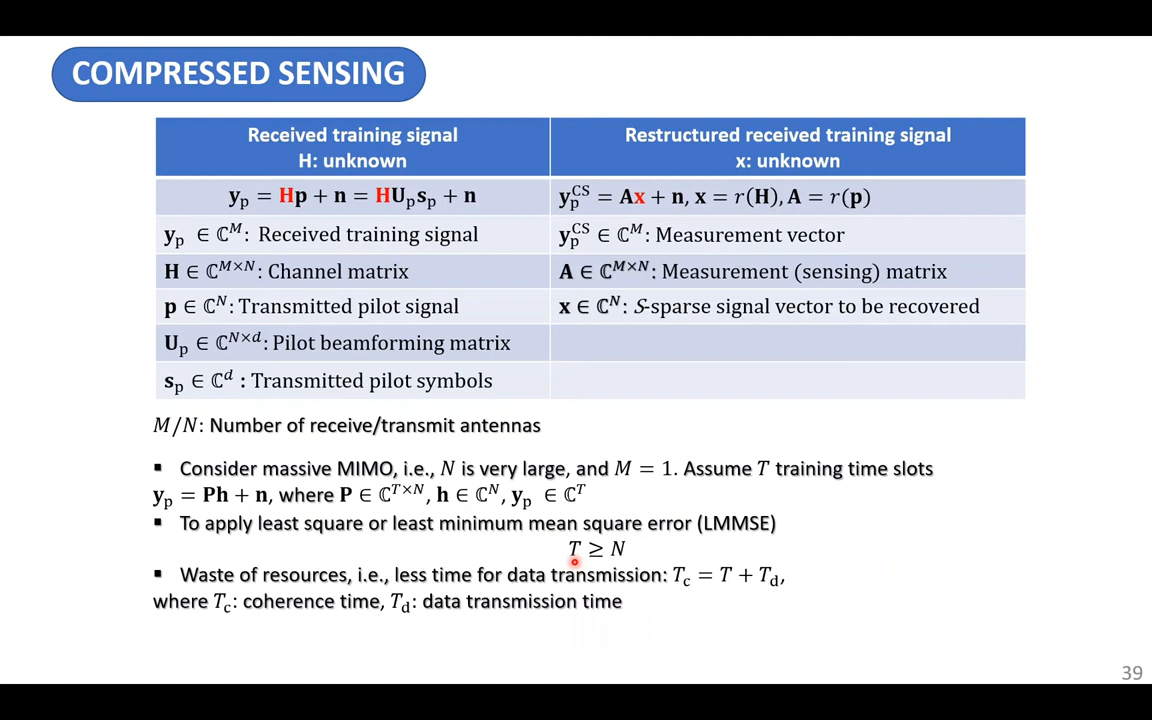 COMPRESSED SENSING
Received training signal
H: unknown
Restructured received training signal
x: unknown
y_p = Hp + n = HU_p s_p + n
y_p^CS = Ax + n, x = r(H), A = r(p)
y_p ∈ ℂ^M: Received training signal
y_p^CS ∈ ℂ^M: Measurement vector
H ∈ ℂ^{M×N}: Channel matrix
A ∈ ℂ^{M×N}: Measurement (sensing) matrix
p ∈ ℂ^N: Transmitted pilot signal
x ∈ ℂ^N: 𝒮-sparse signal vector to be recovered
U_p ∈ ℂ^{N×d}: Pilot beamforming matrix
s_p ∈ ℂ^d : Transmitted pilot symbols
M/N: Number of receive/transmit antennas
▪ Consider massive MIMO, i.e., N is very large, and M = 1. Assume T training time slots
y_p = Ph + n, where P ∈ ℂ^{T×N}, h ∈ ℂ^N, y_p ∈ ℂ^T
▪ To apply least square or least minimum mean square error (LMMSE)
T ≥ N
▪ Waste of resources, i.e., less time for data transmission: T_c = T + T_d,
where T_c: coherence time, T_d: data transmission time
39